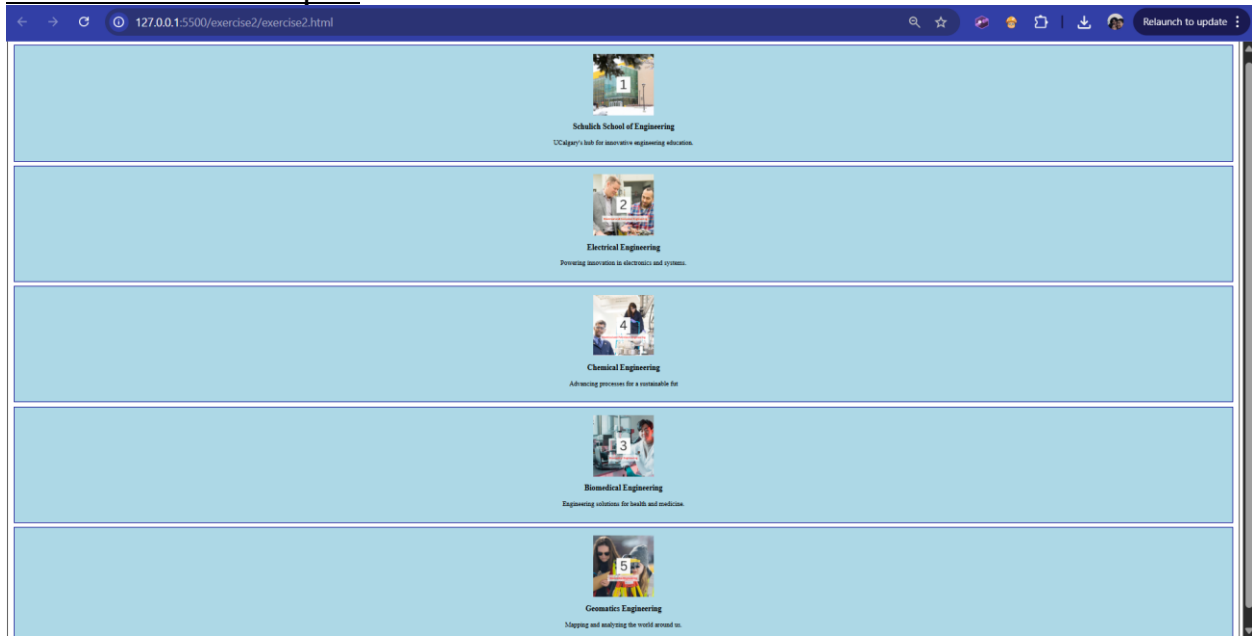 127.0.0.1:5500/exercise2/exercise2.html
Relaunch to update
1
Schulich School of Engineering
UCalgary's hub for innovative engineering education.
2
Electrical Engineering
Powering innovation in electronics and systems.
4
Chemical Engineering
Advancing processes for a sustainable fut
3
Biomedical Engineering
Engineering solutions for health and medicine.
5
Geomatics Engineering
Mapping and analyzing the world around us.